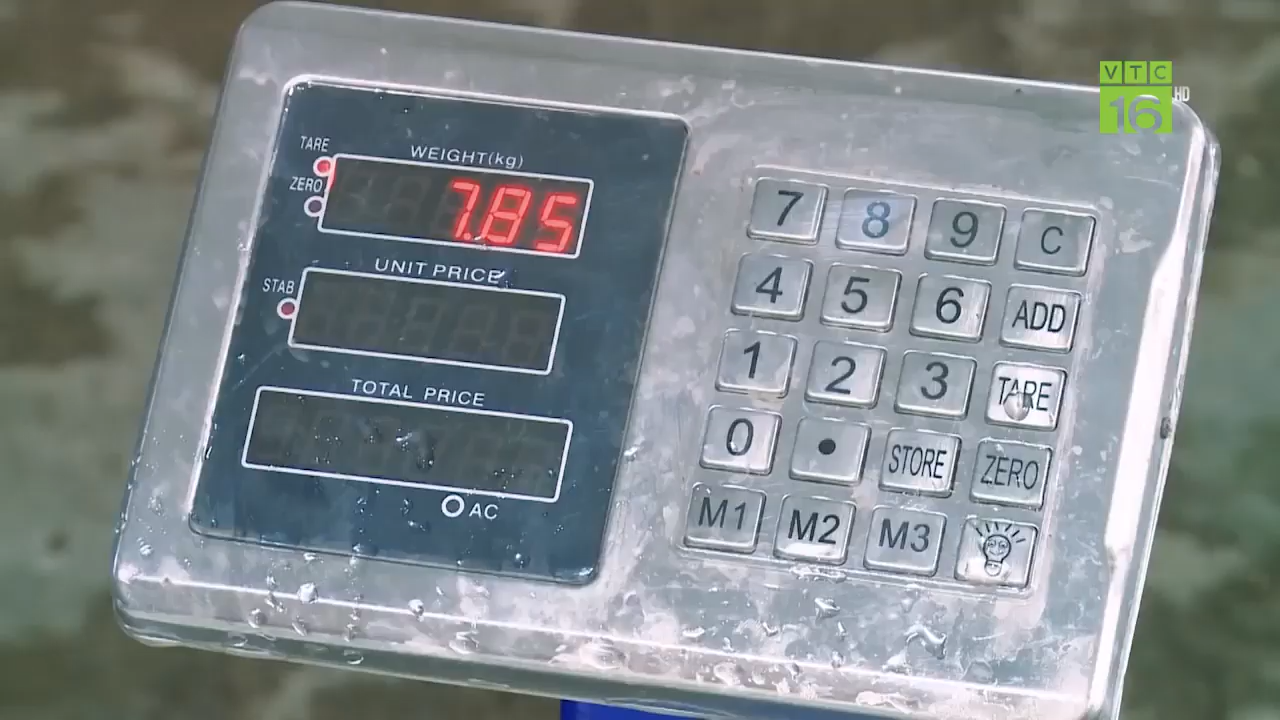 VTC
16 HD
TARE
WEIGHT(kg)
ZERO
7.85
UNIT PRICE
STAB
TOTAL PRICE
AC
7 8 9 C
4 5 6 ADD
1 2 3 TARE
0 • STORE ZERO
M1 M2 M3